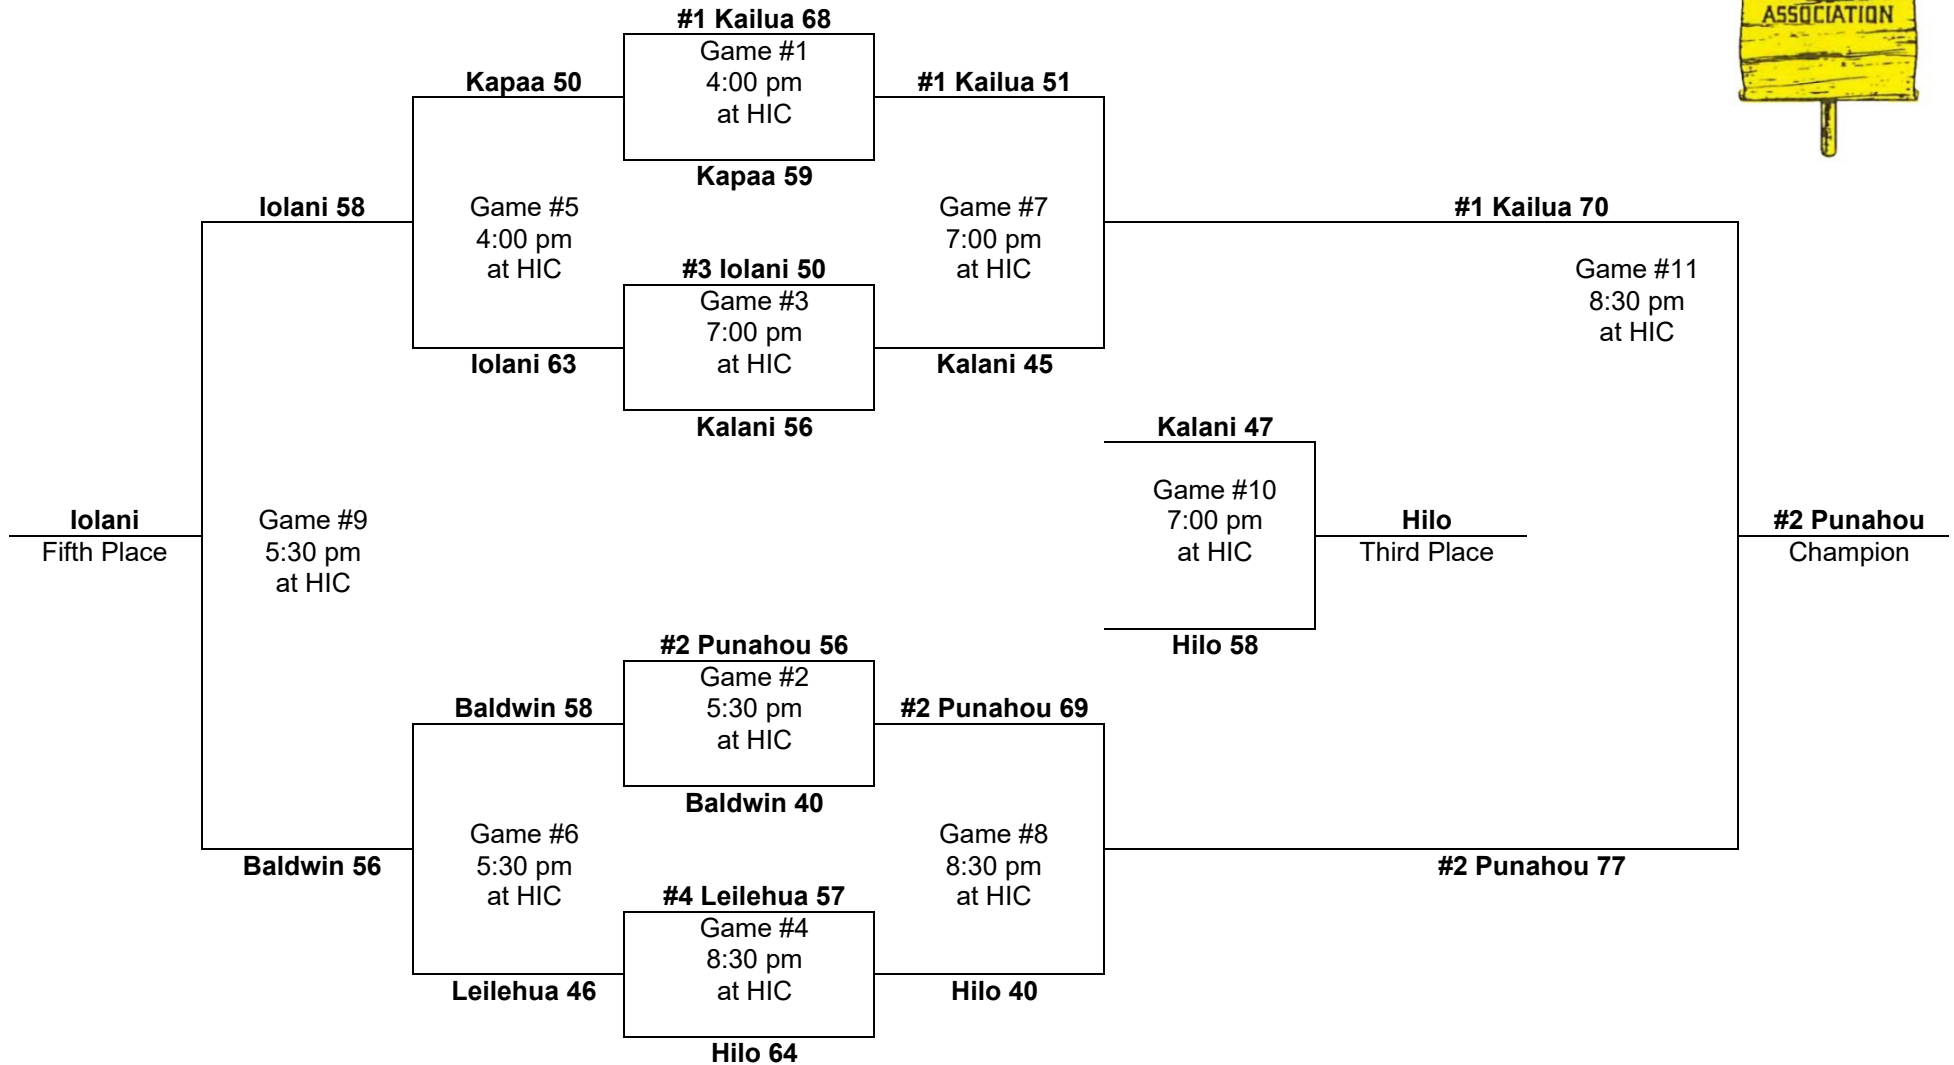 ASSOCIATION
#1 Kailua 68
Game #1
4:00 pm
at HIC
Kapaa 59
Kapaa 50
#1 Kailua 51
Iolani 58
Game #5
4:00 pm
at HIC
Game #7
7:00 pm
at HIC
#1 Kailua 70
Game #11
8:30 pm
at HIC
#3 Iolani 50
Game #3
7:00 pm
at HIC
Kalani 56
Iolani 63
Kalani 45
Kalani 47
Game #10
7:00 pm
at HIC
Hilo 58
Iolani
Fifth Place
Game #9
5:30 pm
at HIC
Hilo
Third Place
#2 Punahou
Champion
#2 Punahou 56
Game #2
5:30 pm
at HIC
Baldwin 40
Baldwin 58
#2 Punahou 69
Baldwin 56
Game #6
5:30 pm
at HIC
Game #8
8:30 pm
at HIC
#2 Punahou 77
#4 Leilehua 57
Game #4
8:30 pm
at HIC
Hilo 64
Leilehua 46
Hilo 40